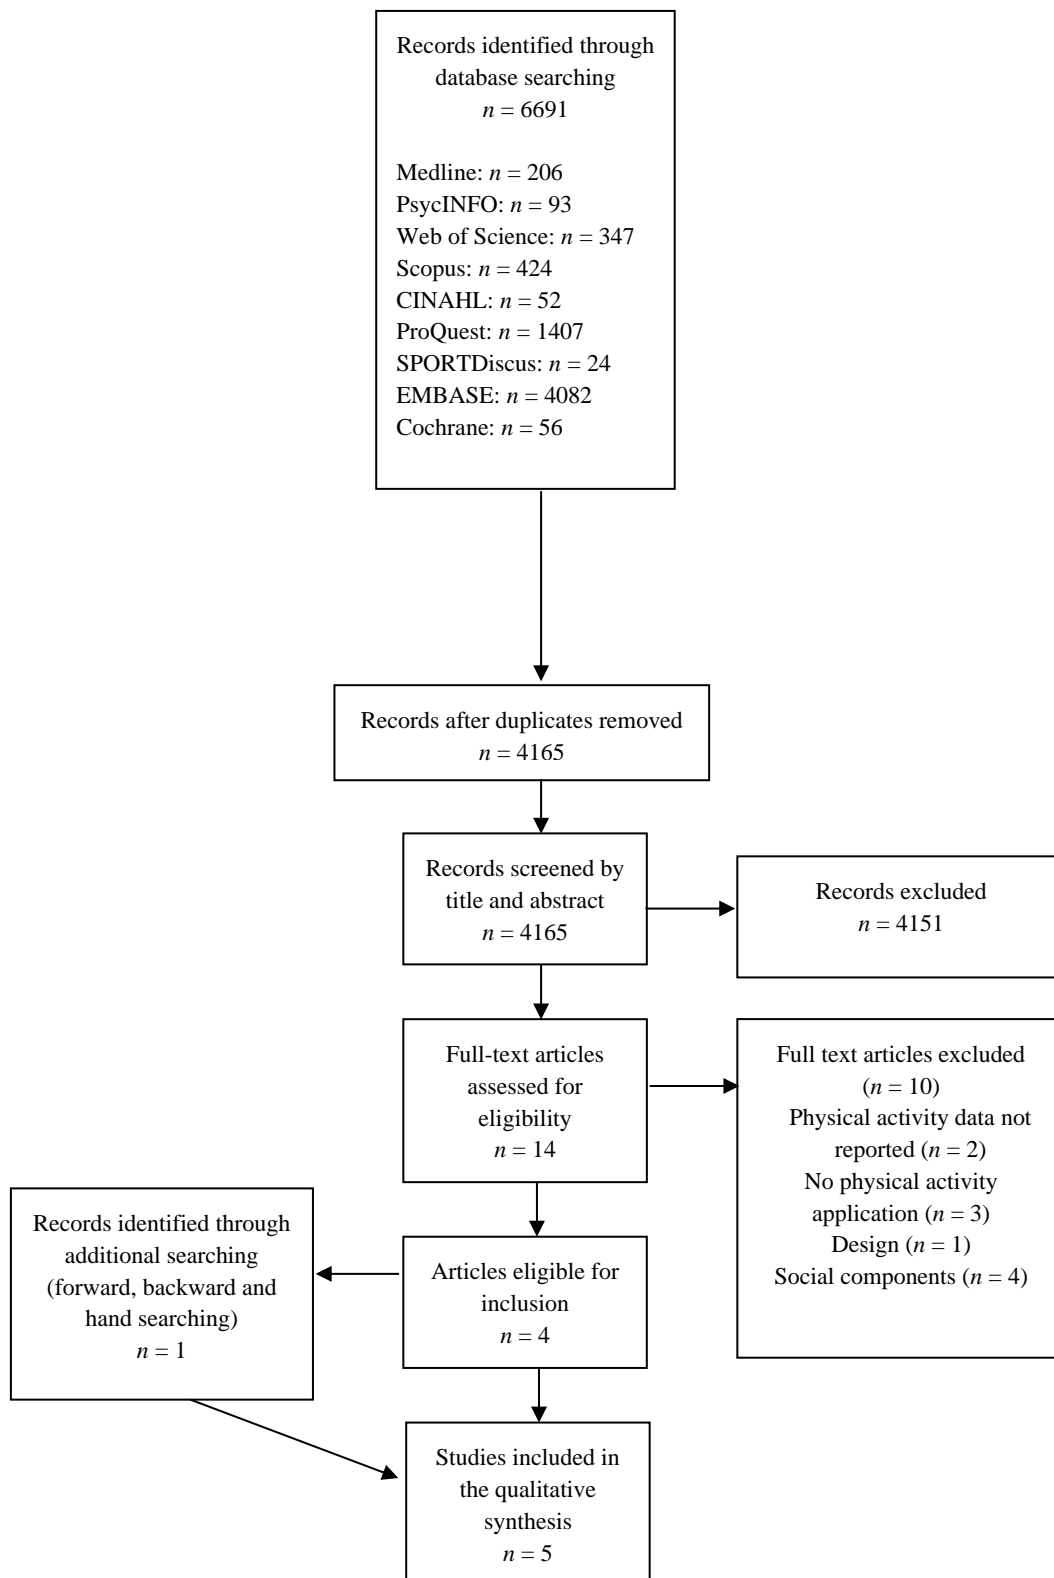 Records identified through
database searching
n = 6691
Medline: n = 206
PsycINFO: n = 93
Web of Science: n = 347
Scopus: n = 424
CINAHL: n = 52
ProQuest: n = 1407
SPORTDiscus: n = 24
EMBASE: n = 4082
Cochrane: n = 56
Records after duplicates removed
n = 4165
Records screened by
title and abstract
n = 4165
Records excluded
n = 4151
Full-text articles
assessed for
eligibility
n = 14
Full text articles excluded
(n = 10)
Physical activity data not
reported (n = 2)
No physical activity
application (n = 3)
Design (n = 1)
Social components (n = 4)
Records identified through
additional searching
(forward, backward and
hand searching)
n = 1
Articles eligible for
inclusion
n = 4
Studies included in
the qualitative
synthesis
n = 5